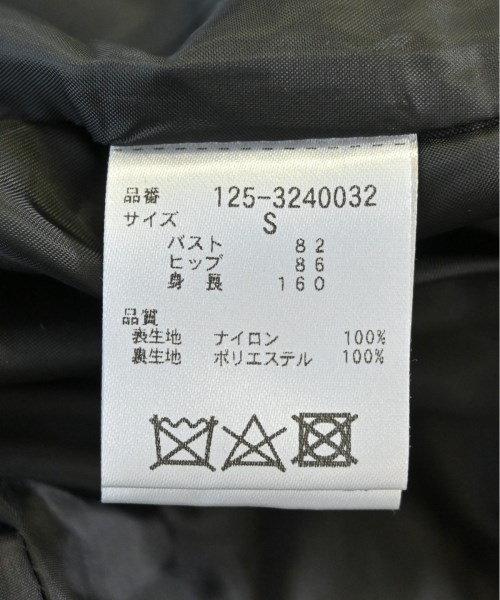 品番 125-3240032
サイズ S
バスト 82
ヒップ 86
身長 160
品質
表生地 ナイロン 100%
裏生地 ポリエステル 100%